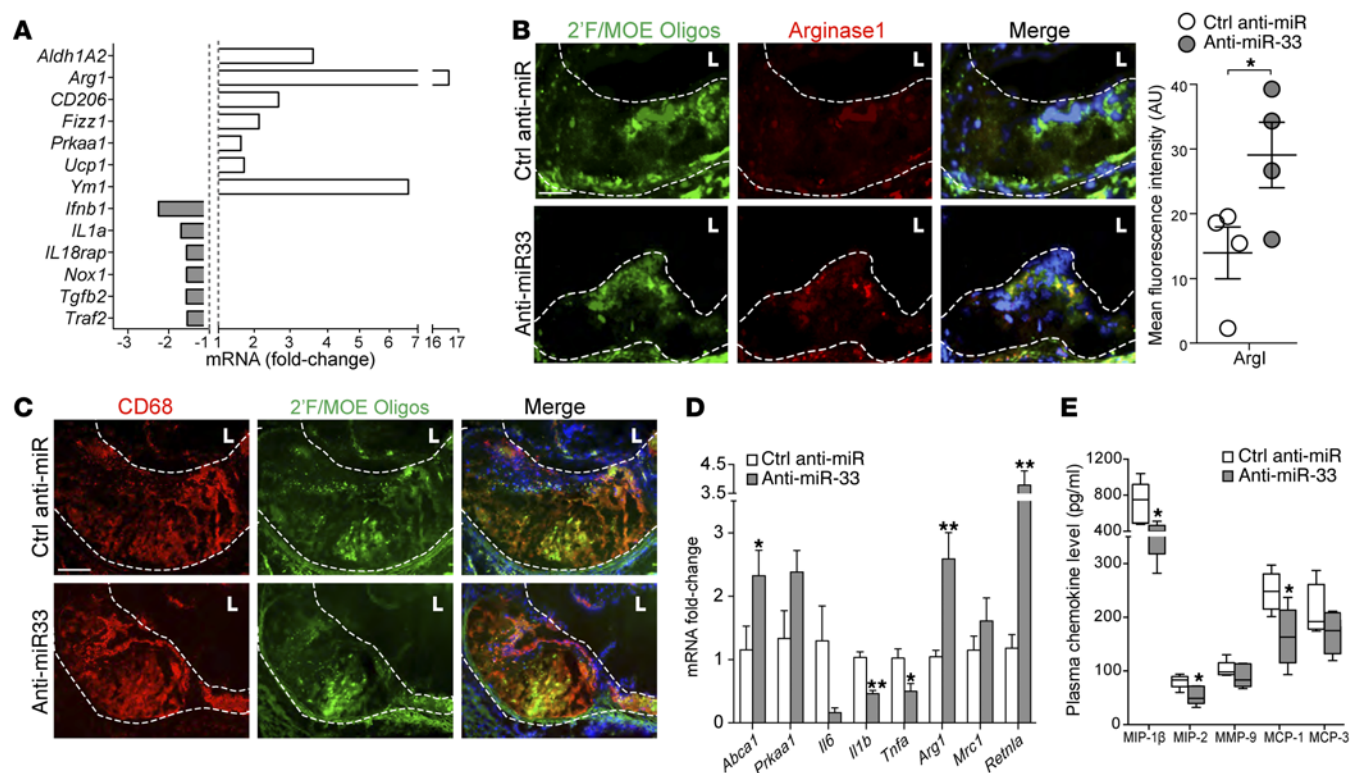 A
Aldh1A2
Arg1
CD206
Fizz1
Prkaa1
Ucp1
Ym1
Ifnb1
IL1a
IL18rap
Nox1
Tgfb2
Traf2
-3 -2 -1 1 2 3 4 5 6 7 16 17
mRNA (fold-change)
B
2'F/MOE Oligos Arginase1 Merge
Ctrl anti-miR
L L L
Anti-miR33
L L L
Ctrl anti-miR
Anti-miR-33
*
Mean fluorescence intensity (AU)
40
30
20
10
0
ArgI
C
CD68 2'F/MOE Oligos Merge
Ctrl anti-miR
L L L
Anti-miR33
L L L
D
Ctrl anti-miR
Anti-miR-33
mRNA fold-change
4.5
3.5
3
2
1
0
* ** * ** **
Abca1 Prkaa1 Il6 Il1b Tnfa Arg1 Mrc1 Retnla
E
Ctrl anti-miR
Anti-miR-33
Plasma chemokine level (pg/ml)
1200
800
400
300
200
100
0
* * *
MIP-1β MIP-2 MMP-9 MCP-1 MCP-3